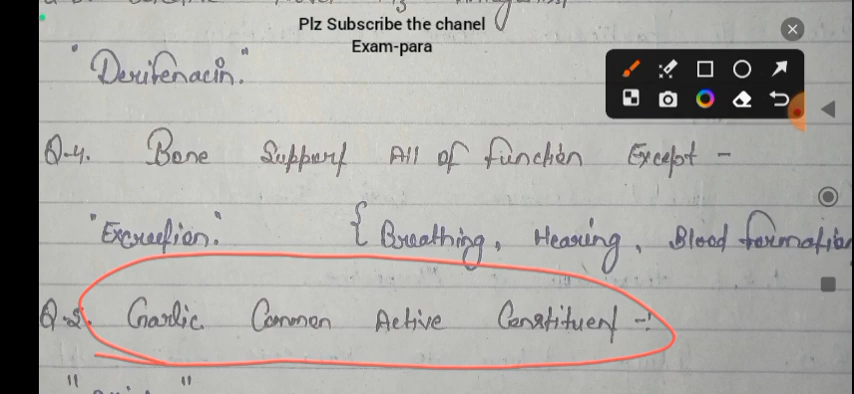 Plz Subscribe the chanel
Exam-para
"Derifenacin."
Q-4. Bone Support All of function Except -
"Excreation." { Breathing, Hearing, Blood formation
Q-5. Garlic Common Active Constituent -: